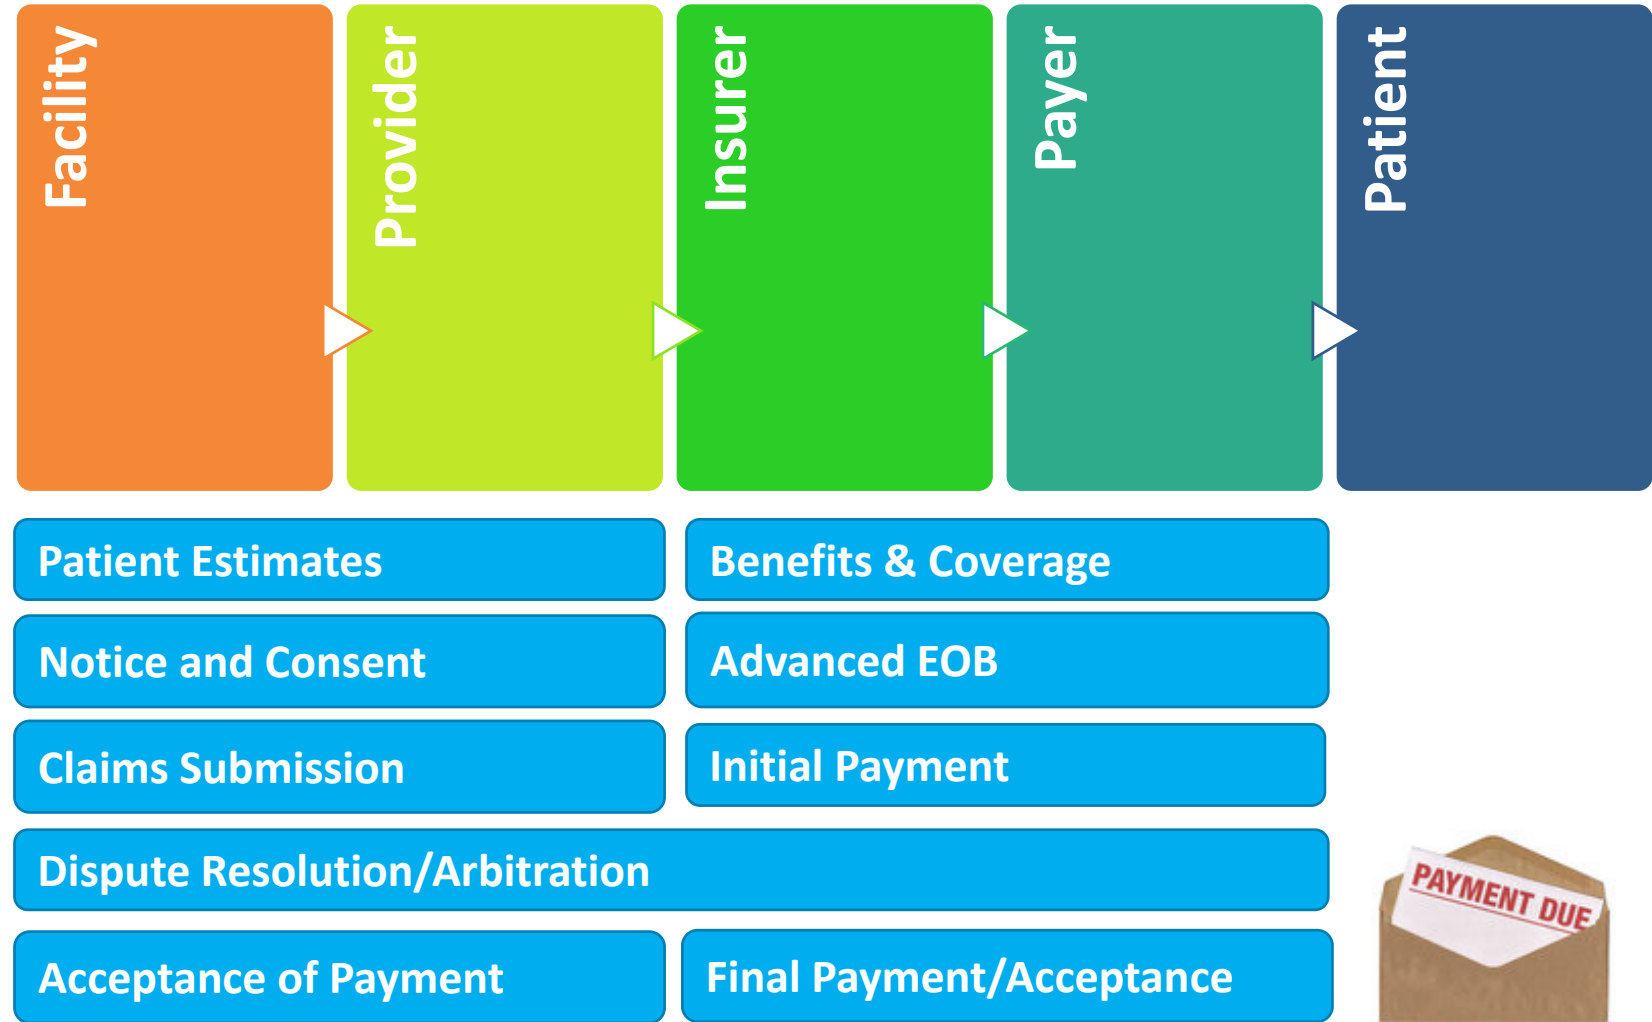 Facility
Provider
Insurer
Payer
Patient
Patient Estimates
Benefits & Coverage
Notice and Consent
Advanced EOB
Claims Submission
Initial Payment
Dispute Resolution/Arbitration
PAYMENT DUE
Acceptance of Payment
Final Payment/Acceptance